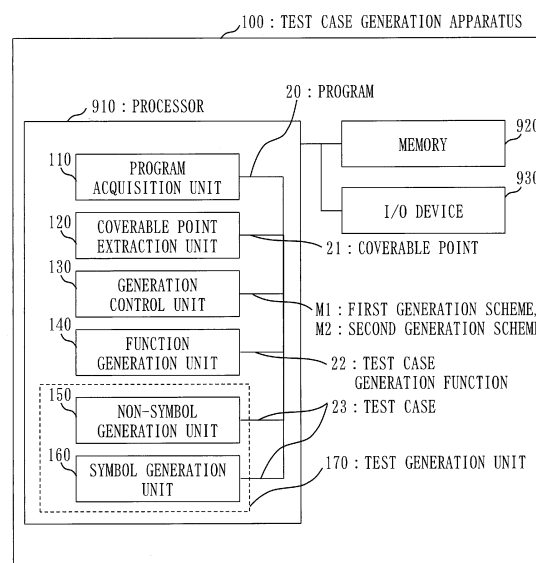 100 : TEST CASE GENERATION APPARATUS
20 : PROGRAM
910 : PROCESSOR
920
MEMORY
110
PROGRAM
ACQUISITION UNIT
930
I/O DEVICE
120
COVERABLE POINT
EXTRACTION UNIT
21 : COVERABLE POINT
130
GENERATION
CONTROL UNIT
M1 : FIRST GENERATION SCHEME,
M2 : SECOND GENERATION SCHEME
140
FUNCTION
GENERATION UNIT
22 : TEST CASE
GENERATION FUNCTION
150
NON-SYMBOL
GENERATION UNIT
23 : TEST CASE
160
SYMBOL GENERATION
UNIT
170 : TEST GENERATION UNIT